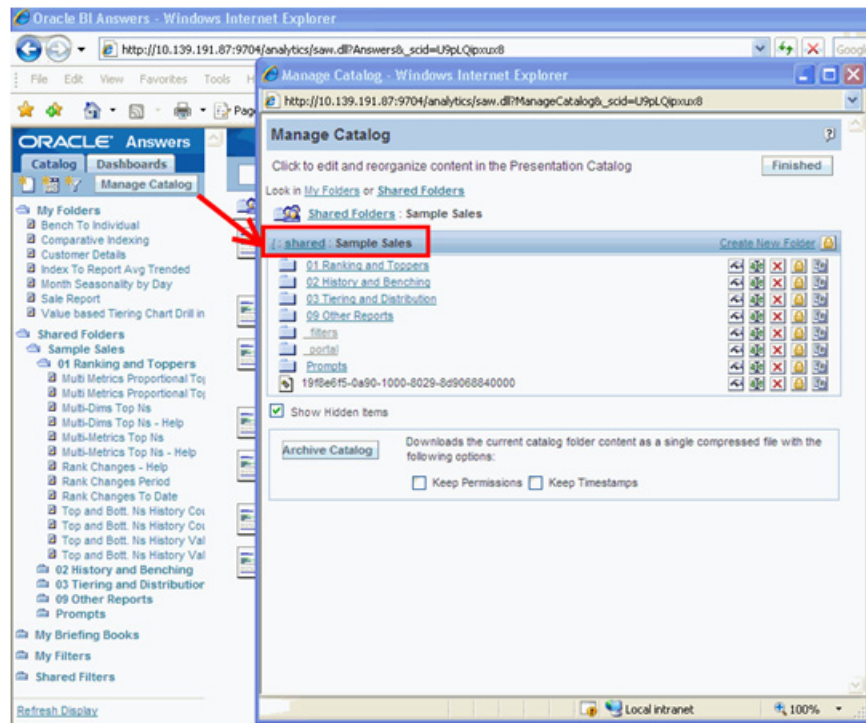 Oracle BI Answers - Windows Internet Explorer
http://10.139.191.87:9704/analytics/saw.dll?Answers&_scid=U9pLQipxux8
Googl
File Edit View Favorites Tools H
Page
ORACLE Answers
Catalog Dashboards
Manage Catalog
My Folders
Bench To Individual
Comparative Indexing
Customer Details
Index To Report Avg Trended
Month Seasonality by Day
Sale Report
Value based Tiering Chart Drill in
Shared Folders
Sample Sales
01 Ranking and Toppers
Multi Metrics Proportional To
Multi Metrics Proportional To
Multi-Dims Top Ns
Multi-Dims Top Ns - Help
Multi-Metrics Top Ns
Multi-Metrics Top Ns - Help
Rank Changes - Help
Rank Changes Period
Rank Changes To Date
Top and Bott. Ns History Cou
Top and Bott. Ns History Cou
Top and Bott. Ns History Val
Top and Bott. Ns History Val
02 History and Benching
03 Tiering and Distribution
09 Other Reports
Prompts
My Briefing Books
My Filters
Shared Filters
Refresh Display
Manage Catalog - Windows Internet Explorer
http://10.139.191.87:9704/analytics/saw.dll?ManageCatalog&_scid=U9pLQipxux8
Manage Catalog
Click to edit and reorganize content in the Presentation Catalog
Finished
Look in My Folders or Shared Folders
Shared Folders : Sample Sales
/ : shared : Sample Sales
Create New Folder
01 Ranking and Toppers
02 History and Benching
03 Tiering and Distribution
09 Other Reports
_filters
_portal
Prompts
19f8e6f5-0a90-1000-8029-8d9068840000
Show Hidden Items
Archive Catalog
Downloads the current catalog folder content as a single compressed file with the
following options:
Keep Permissions Keep Timestamps
Local intranet
100%